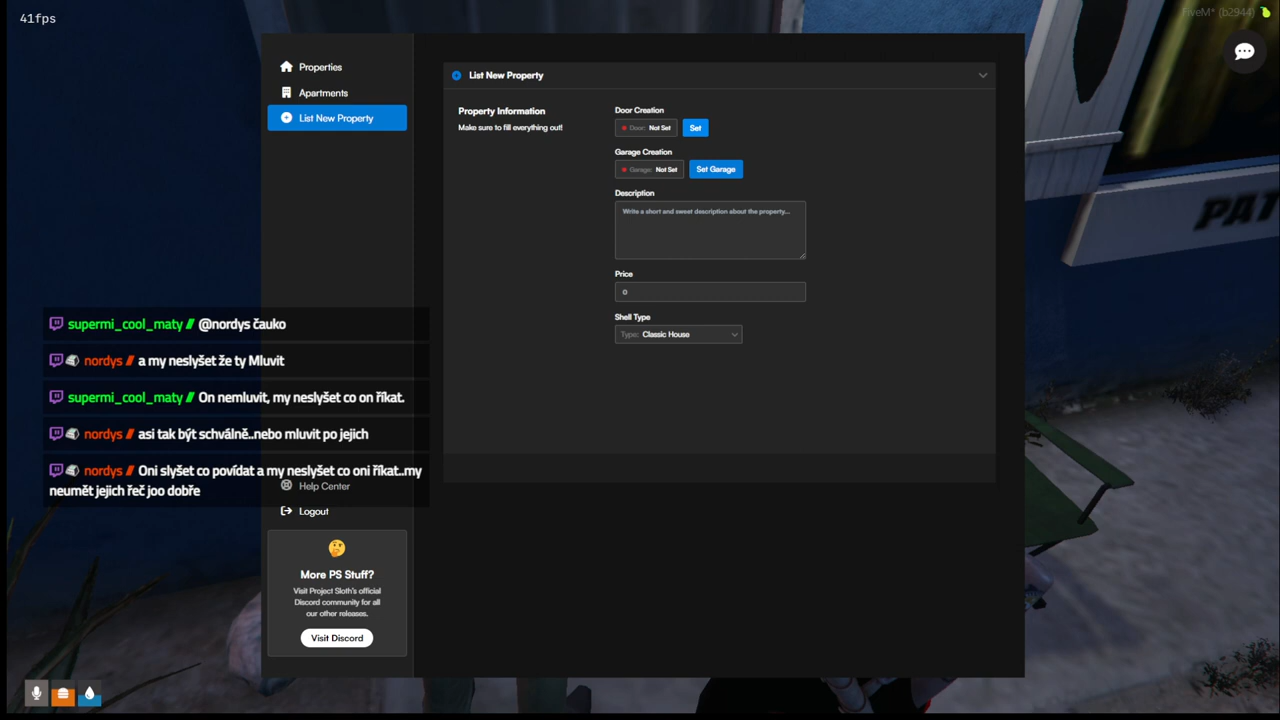 41fps
FiveM* (b2944)
Properties
Apartments
List New Property
List New Property
Property Information
Make sure to fill everything out!
Door Creation
Door: Not Set
Set
Garage Creation
Garage: Not Set
Set Garage
Description
Write a short and sweet description about the property...
Price
0
Shell Type
Type: Classic House
supermi_cool_maty // @nordys čauko
nordys // a my neslyšet že ty Mluvit
supermi_cool_maty // On nemluvit, my neslyšet co on říkat.
nordys // asi tak být schválně..nebo mluvit po jejich
nordys // Oni slyšet co povídat a my neslyšet co oni říkat..my
neumět jejich řeč joo dobře
Help Center
Logout
More PS Stuff?
Visit Project Sloth's official
Discord community for all
our other releases.
Visit Discord